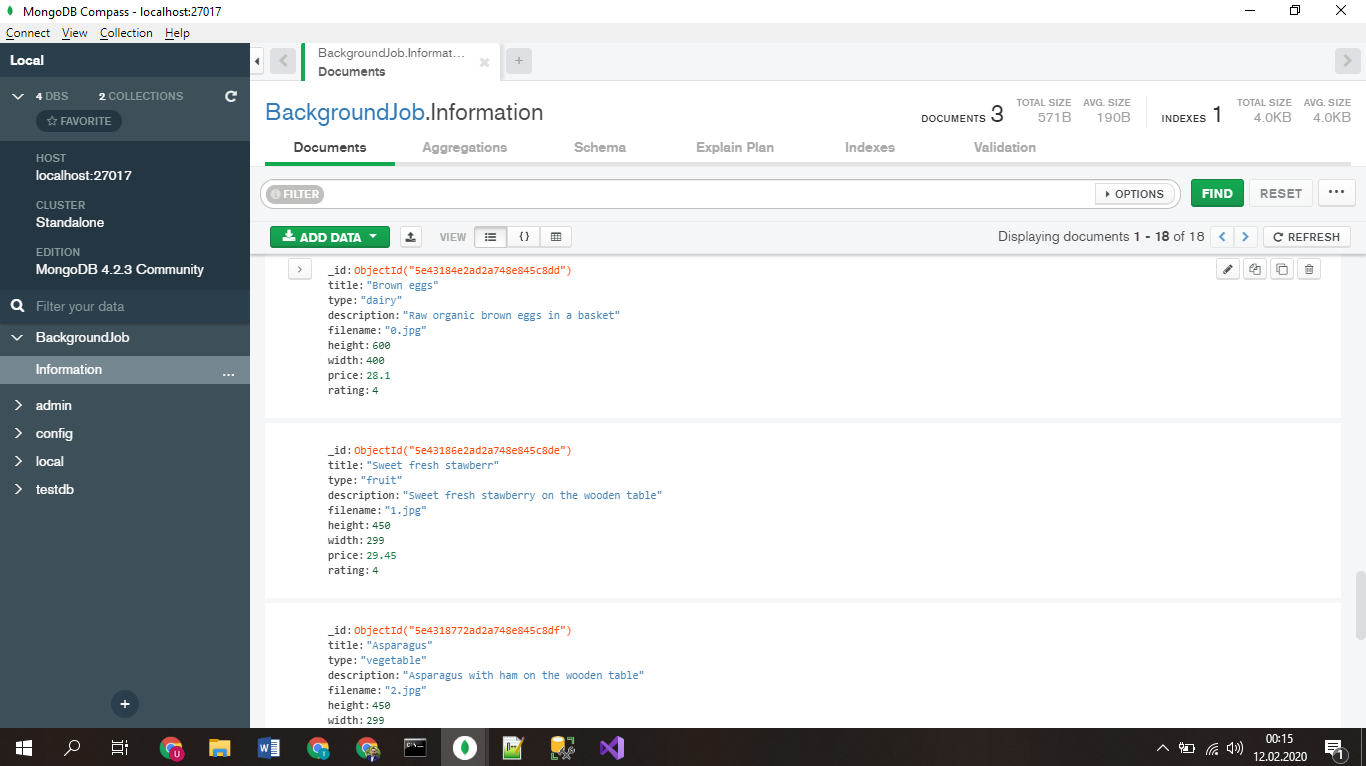 MongoDB Compass - localhost:27017
Connect View Collection Help
Local
4 DBS 2 COLLECTIONS
FAVORITE
HOST
localhost:27017
CLUSTER
Standalone
EDITION
MongoDB 4.2.3 Community
Filter your data
BackgroundJob
Information ...
admin
config
local
testdb
+
BackgroundJob.Informat...
Documents
+
BackgroundJob.Information
DOCUMENTS 3 TOTAL SIZE 571B AVG. SIZE 190B INDEXES 1 TOTAL SIZE 4.0KB AVG. SIZE 4.0KB
Documents Aggregations Schema Explain Plan Indexes Validation
FILTER OPTIONS FIND RESET ...
ADD DATA VIEW {} Displaying documents 1 - 18 of 18 < > REFRESH
_id: ObjectId("5e43184e2ad2a748e845c8dd")
title: "Brown eggs"
type: "dairy"
description: "Raw organic brown eggs in a basket"
filename: "0.jpg"
height: 600
width: 400
price: 28.1
rating: 4
_id: ObjectId("5e43186e2ad2a748e845c8de")
title: "Sweet fresh stawberr"
type: "fruit"
description: "Sweet fresh stawberry on the wooden table"
filename: "1.jpg"
height: 450
width: 299
price: 29.45
rating: 4
_id: ObjectId("5e4318772ad2a748e845c8df")
title: "Asparagus"
type: "vegetable"
description: "Asparagus with ham on the wooden table"
filename: "2.jpg"
height: 450
width: 299
00:15
12.02.2020
1